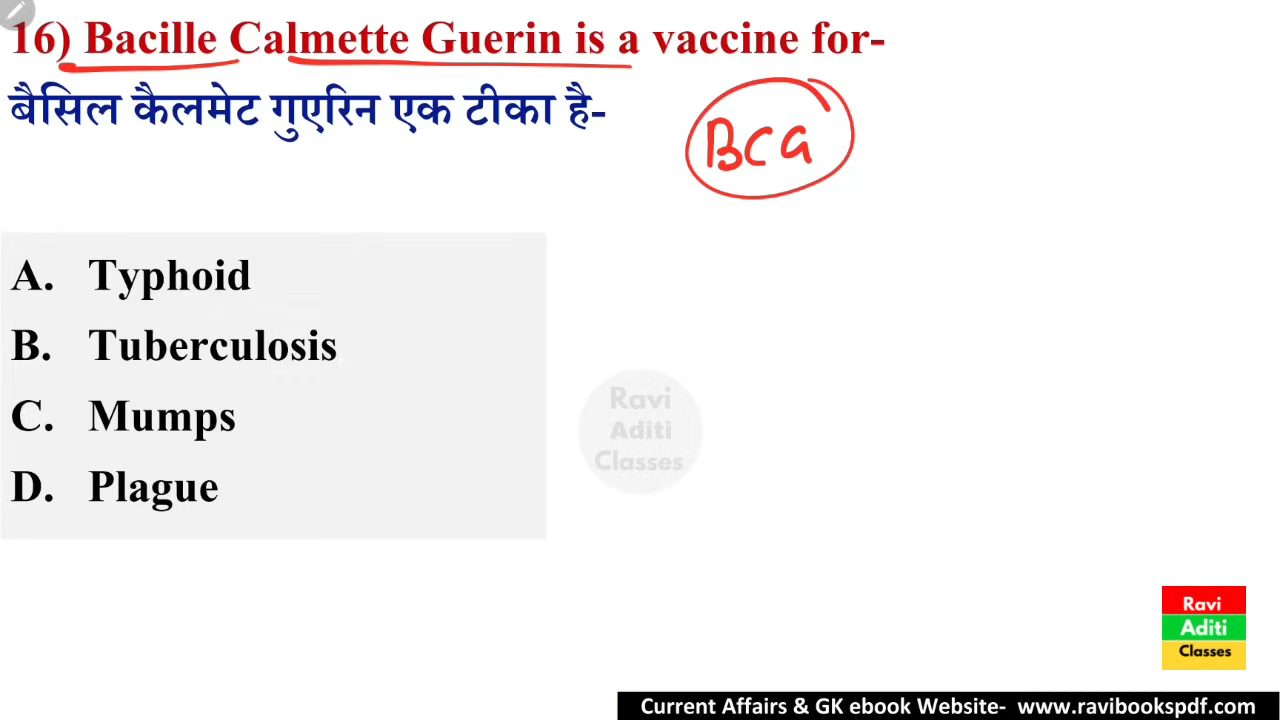 16) Bacille Calmette Guerin is a vaccine for-
बैसिल कैलमेट गुएरिन एक टीका है-
BCG
A. Typhoid
B. Tuberculosis
C. Mumps
D. Plague
Ravi
Aditi
Classes
Ravi
Aditi
Classes
Current Affairs & GK ebook Website- www.ravibookspdf.com